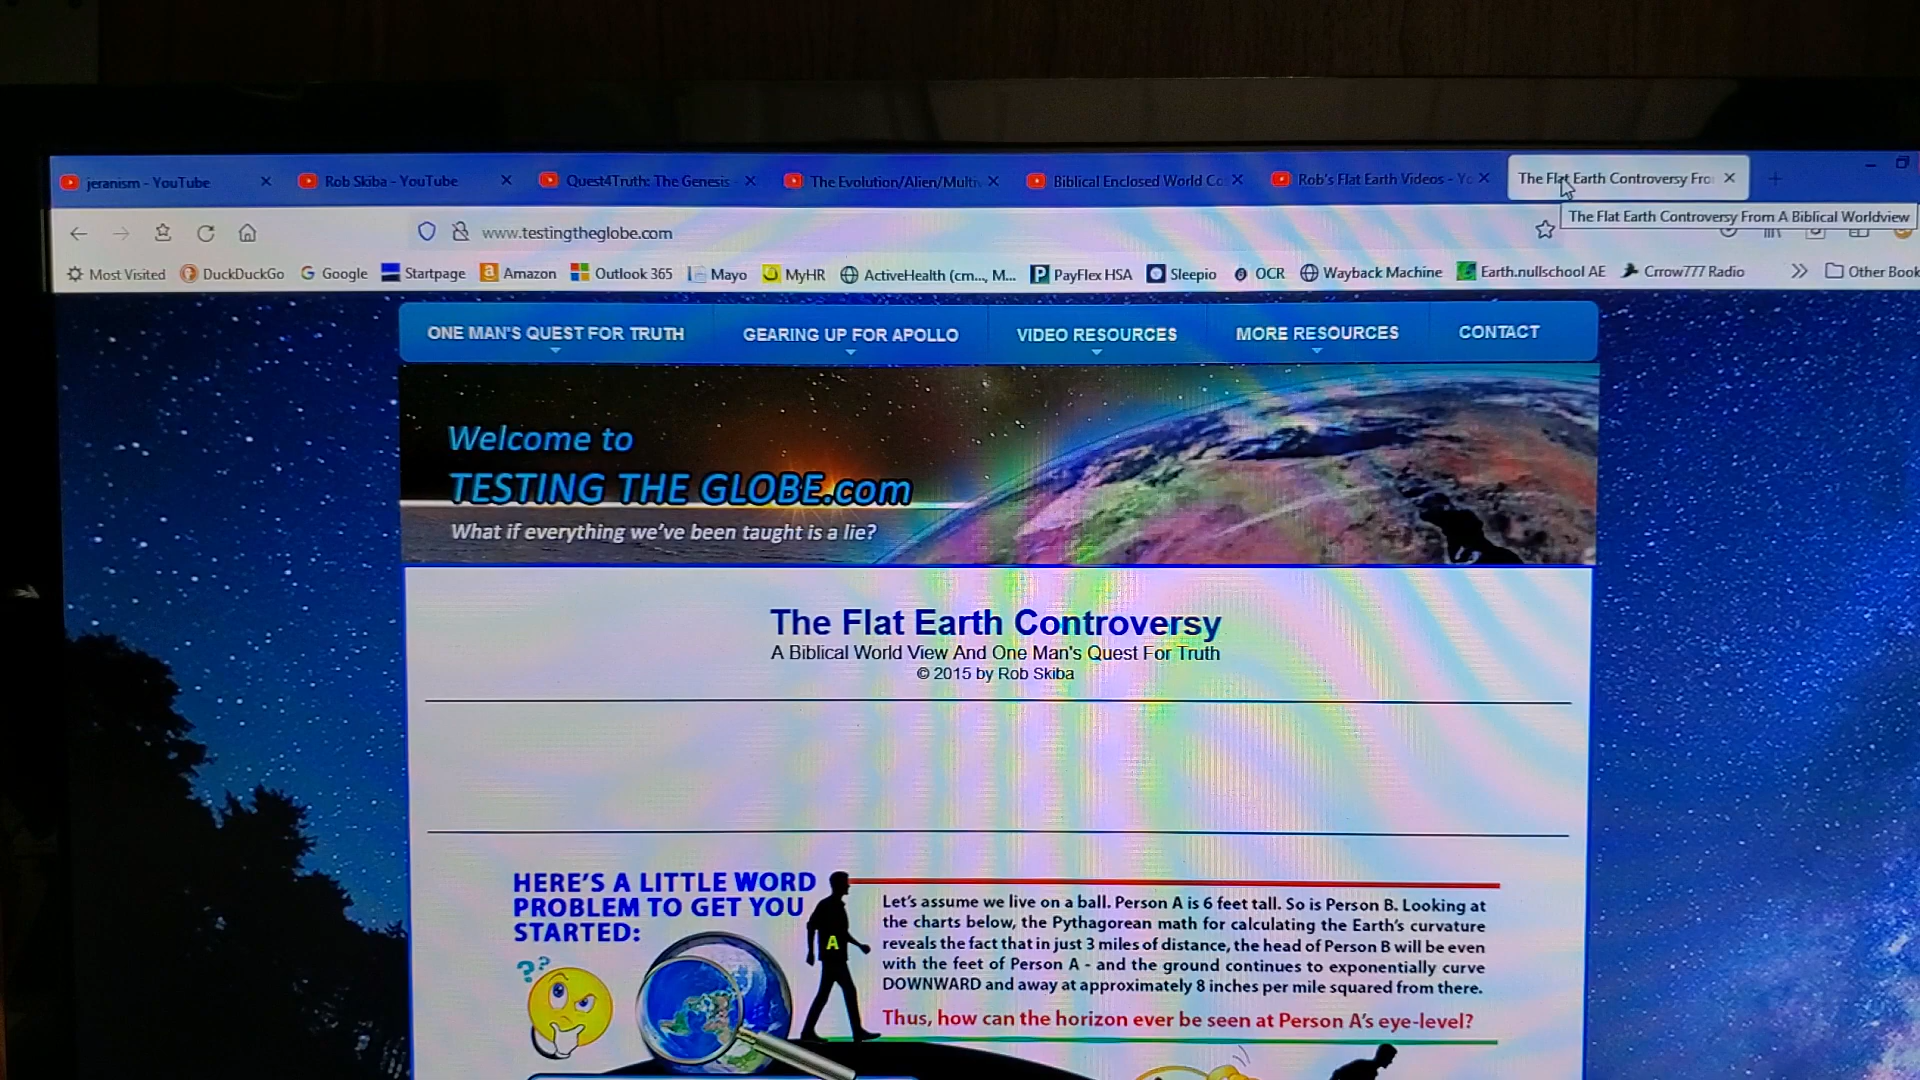 jeranism - YouTube
Rob Skiba - YouTube
Quest4Truth: The Genesis
The Evolution/Alien/Multiv
Biblical Enclosed World Co
Rob's Flat Earth Videos - Yo
The Flat Earth Controversy Fro
www.testingtheglobe.com
The Flat Earth Controversy From A Biblical Worldview
Most Visited
DuckDuckGo
Google
Startpage
Amazon
Outlook 365
Mayo
MyHR
ActiveHealth (cm..., M...
PayFlex HSA
Sleepio
OCR
Wayback Machine
Earth.nullschool AE
Crrow777 Radio
Other Book
ONE MAN'S QUEST FOR TRUTH
GEARING UP FOR APOLLO
VIDEO RESOURCES
MORE RESOURCES
CONTACT
Welcome to
TESTING THE GLOBE.com
What if everything we've been taught is a lie?
The Flat Earth Controversy
A Biblical World View And One Man's Quest For Truth
© 2015 by Rob Skiba
HERE'S A LITTLE WORD
PROBLEM TO GET YOU
STARTED:
??
A
Let's assume we live on a ball. Person A is 6 feet tall. So is Person B. Looking at
the charts below, the Pythagorean math for calculating the Earth's curvature
reveals the fact that in just 3 miles of distance, the head of Person B will be even
with the feet of Person A - and the ground continues to exponentially curve
DOWNWARD and away at approximately 8 inches per mile squared from there.
Thus, how can the horizon ever be seen at Person A's eye-level?